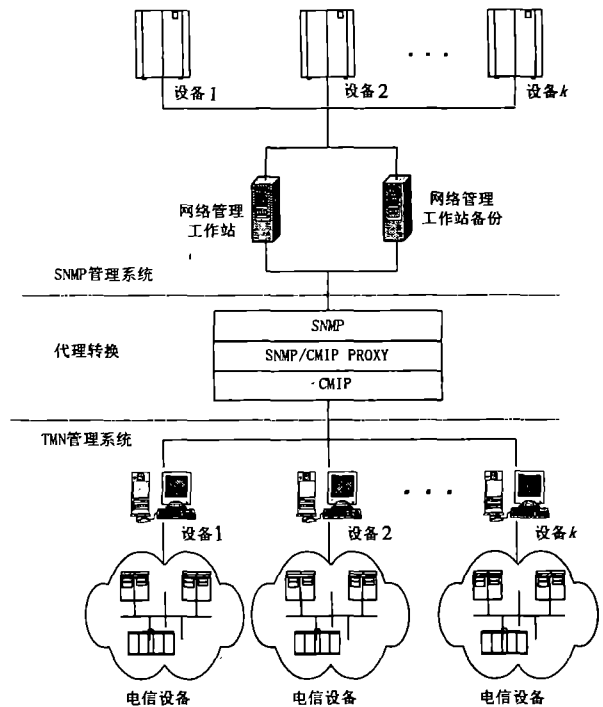 设备1
设备2
设备k
网络管理
工作站
网络管理
工作站备份
SNMP管理系统
SNMP
代理转换
SNMP/CMIP PROXY
CMIP
TMN管理系统
设备1
设备2
设备k
电信设备
电信设备
电信设备